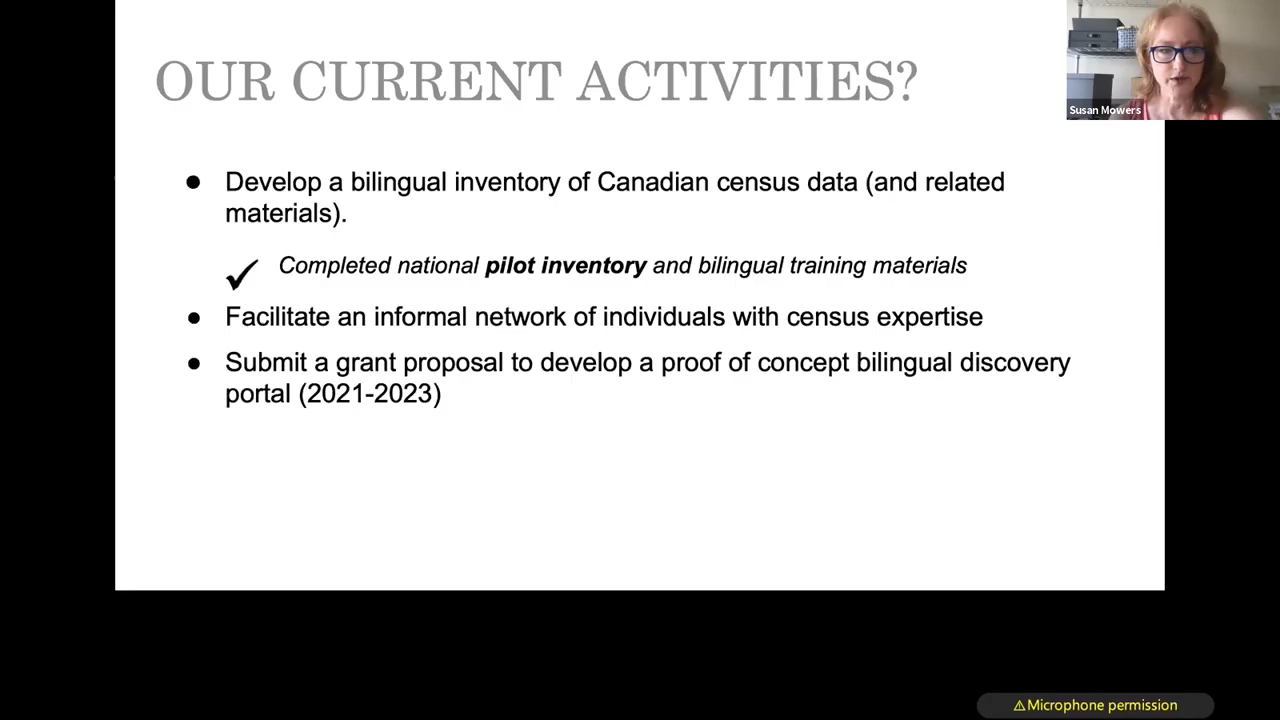 OUR CURRENT ACTIVITIES?
Susan Mowers
● Develop a bilingual inventory of Canadian census data (and related
materials).
✓ Completed national pilot inventory and bilingual training materials
● Facilitate an informal network of individuals with census expertise
● Submit a grant proposal to develop a proof of concept bilingual discovery
portal (2021-2023)
⚠Microphone permission